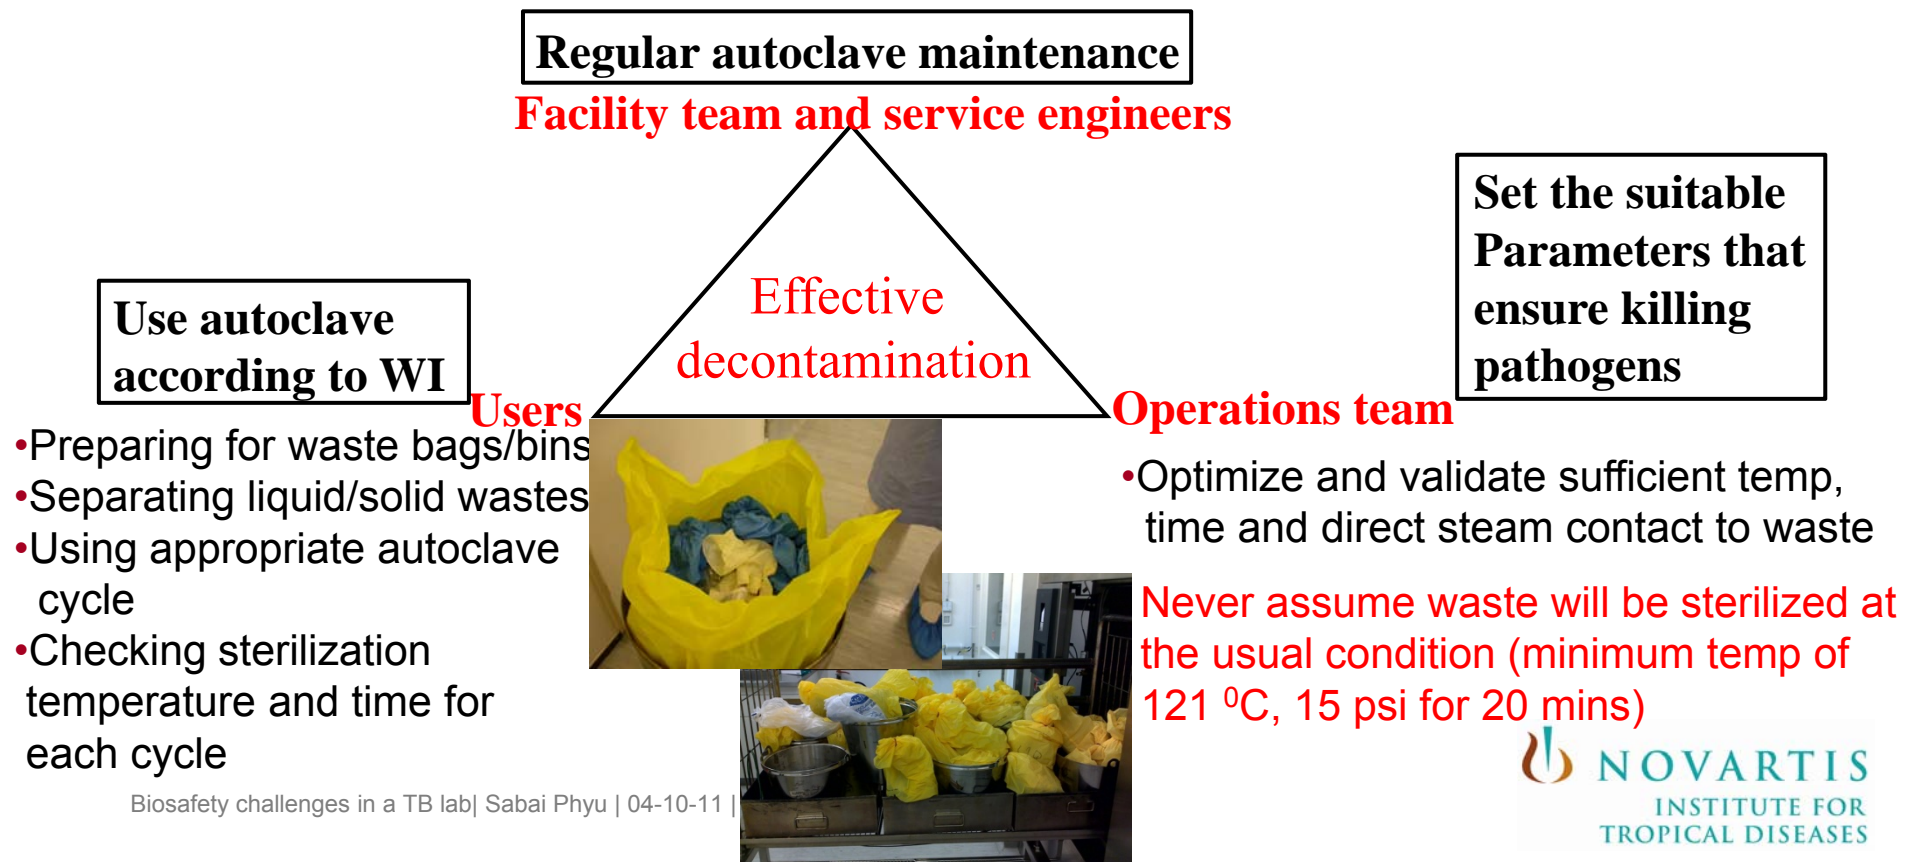 Regular autoclave maintenance
Facility team and service engineers
Set the suitable
Parameters that
ensure killing
pathogens
Use autoclave
according to WI
Effective
decontamination
Users
Operations team
•Preparing for waste bags/bins
•Separating liquid/solid wastes
•Using appropriate autoclave
cycle
•Checking sterilization
temperature and time for
each cycle
•Optimize and validate sufficient temp,
time and direct steam contact to waste
Never assume waste will be sterilized at
the usual condition (minimum temp of
121 ⁰C, 15 psi for 20 mins)
Biosafety challenges in a TB lab| Sabai Phyu | 04-10-11 |
NOVARTIS
INSTITUTE FOR
TROPICAL DISEASES